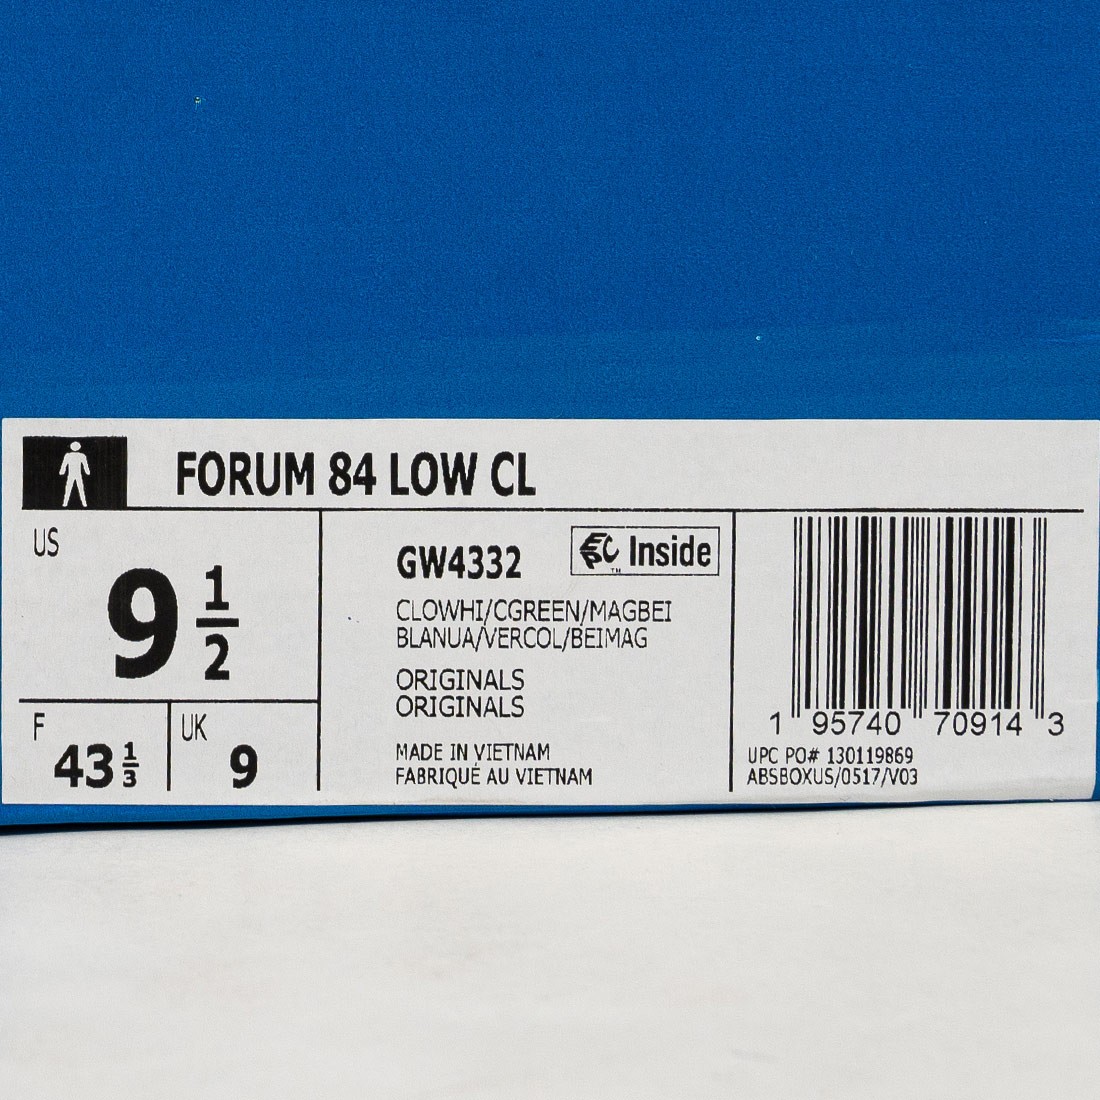 FORUM 84 LOW CL
US
9 1/2
F
43 1/3
UK
9
GW4332
EPC Inside
TM
CLOWHI/CGREEN/MAGBEI
BLANUA/VERCOL/BEIMAG
ORIGINALS
ORIGINALS
MADE IN VIETNAM
FABRIQUÉ AU VIETNAM
1 95740 70914 3
UPC PO# 130119869
ABSBOXUS/0517/V03